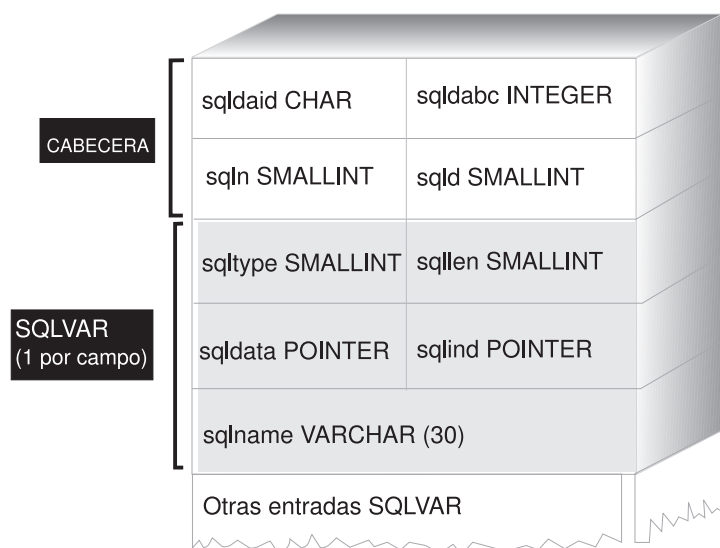 CABECERA
sqldaid CHAR
sqldabc INTEGER
sqln SMALLINT
sqld SMALLINT
SQLVAR
(1 por campo)
sqltype SMALLINT
sqllen SMALLINT
sqldata POINTER
sqlind POINTER
sqlname VARCHAR (30)
Otras entradas SQLVAR